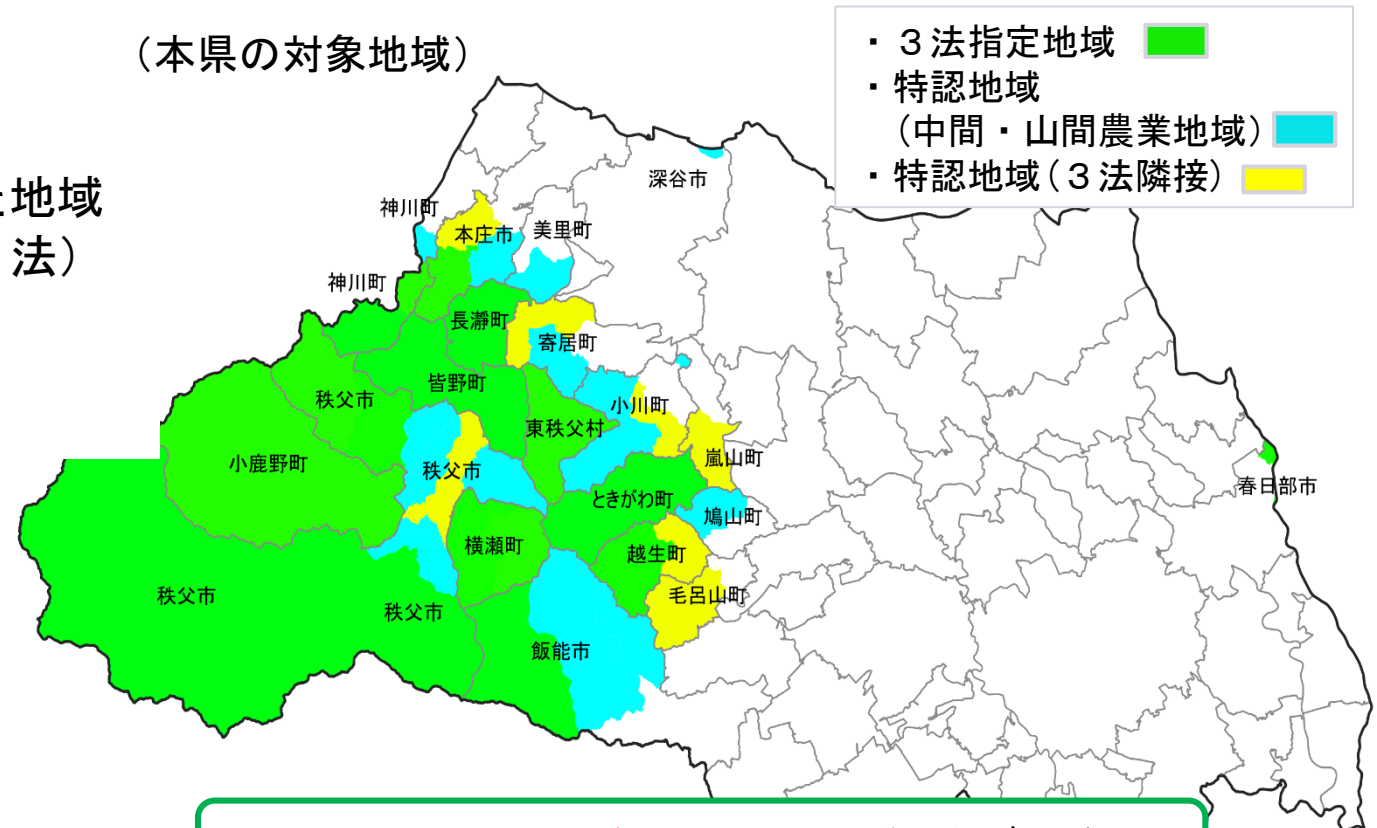 （本県の対象地域）
・３法指定地域
・特認地域
（中間・山間農業地域）
・特認地域（３法隣接）
地域
法）
深谷市
神川町
本庄市
美里町
神川町
長瀞町
寄居町
皆野町
秩父市
小川町
東秩父村
嵐山町
小鹿野町
秩父市
春日部市
ときがわ町
鳩山町
横瀬町
越生町
秩父市
毛呂山町
秩父市
飯能市